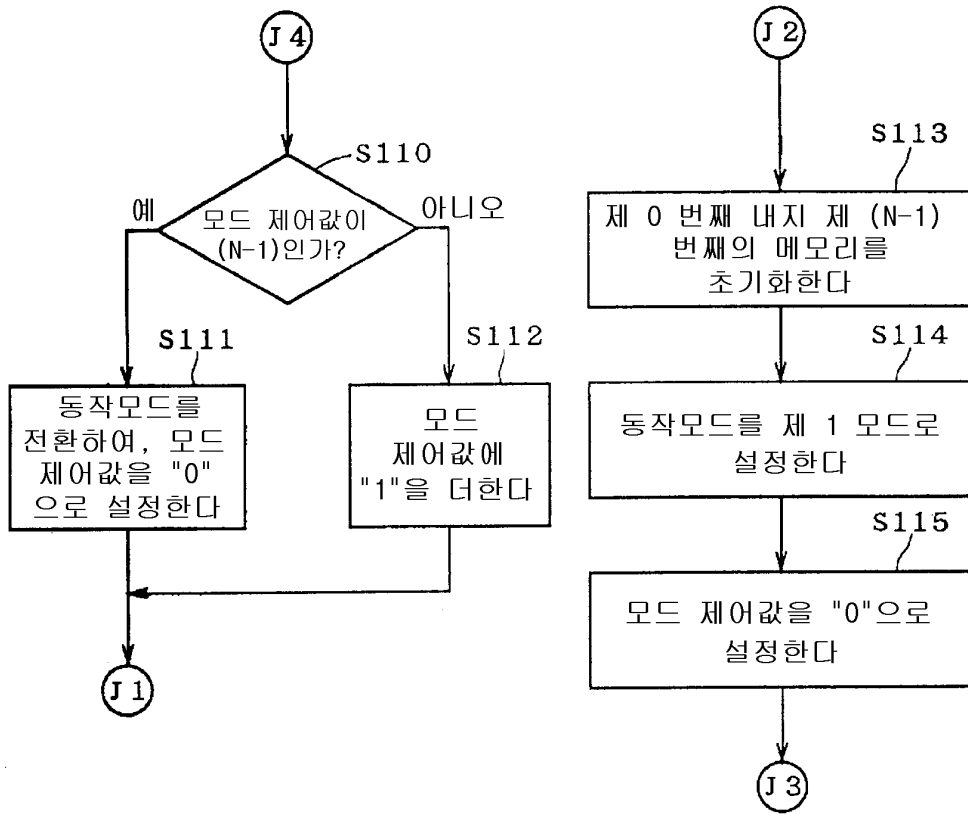 J4
S110
예
아니오
모드 제어값이
(N-1)인가?
S111
동작모드를
전환하여, 모드
제어값을 "0"
으로 설정한다
S112
모드
제어값에
"1"을 더한다
J1
J2
S113
제 0 번째 내지 제 (N-1)
번째의 메모리를
초기화한다
S114
동작모드를 제 1 모드로
설정한다
S115
모드 제어값을 "0"으로
설정한다
J3